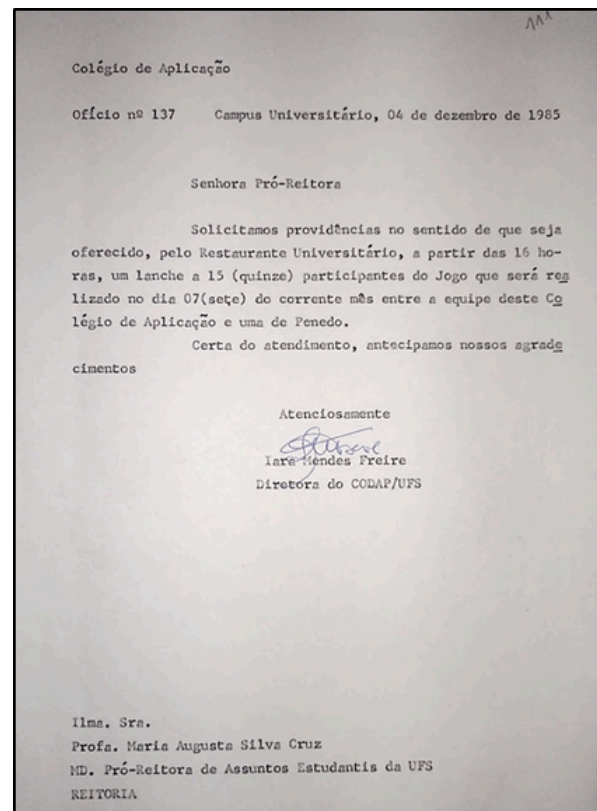 111
Colégio de Aplicação
Ofício nº 137 Campus Universitário, 04 de dezembro de 1985
Senhora Pró-Reitora
Solicitamos providências no sentido de que seja
oferecido, pelo Restaurante Universitário, a partir das 16 ho-
ras, um lanche a 15 (quinze) participantes do Jogo que será rea
lizado no dia 07(sete) do corrente mês entre a equipe deste Co
légio de Aplicação e uma de Penedo.
Certa do atendimento, antecipamos nossos agrade
cimentos
Atenciosamente
Iara Mendes Freire
Diretora do CODAP/UFS
Ilma. Sra.
Profa. Maria Augusta Silva Cruz
MD. Pró-Reitora de Assuntos Estudantis da UFS
REITORIA